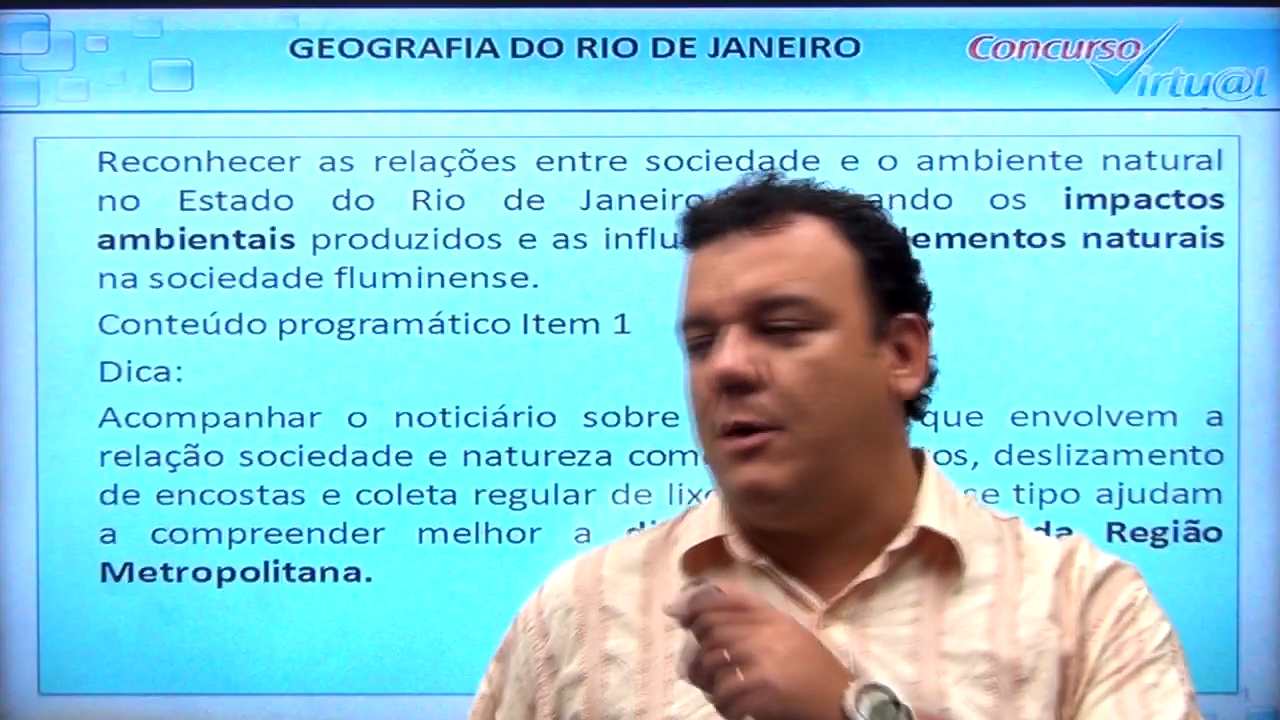 GEOGRAFIA DO RIO DE JANEIRO
Concurso
Virtu@l
Reconhecer as relações entre sociedade e o ambiente natural
no Estado do Rio de Janeiro os impactos
ambientais produzidos e as naturais
na sociedade fluminense.
Conteúdo programático Item 1
Dica:
Acompanhar o noticiário sobre que envolvem a
relação sociedade e natureza deslizamento
de encostas e coleta regular de tipo ajudam
a compreender melhor a da Região
Metropolitana.